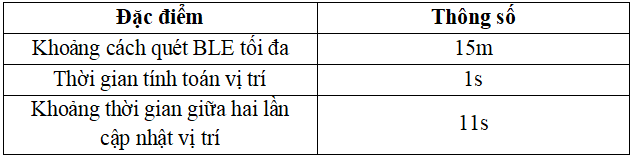 Đặc điểm Thông số
Khoảng cách quét BLE tối đa 15m
Thời gian tính toán vị trí 1s
Khoảng thời gian giữa hai lần
cập nhật vị trí 11s